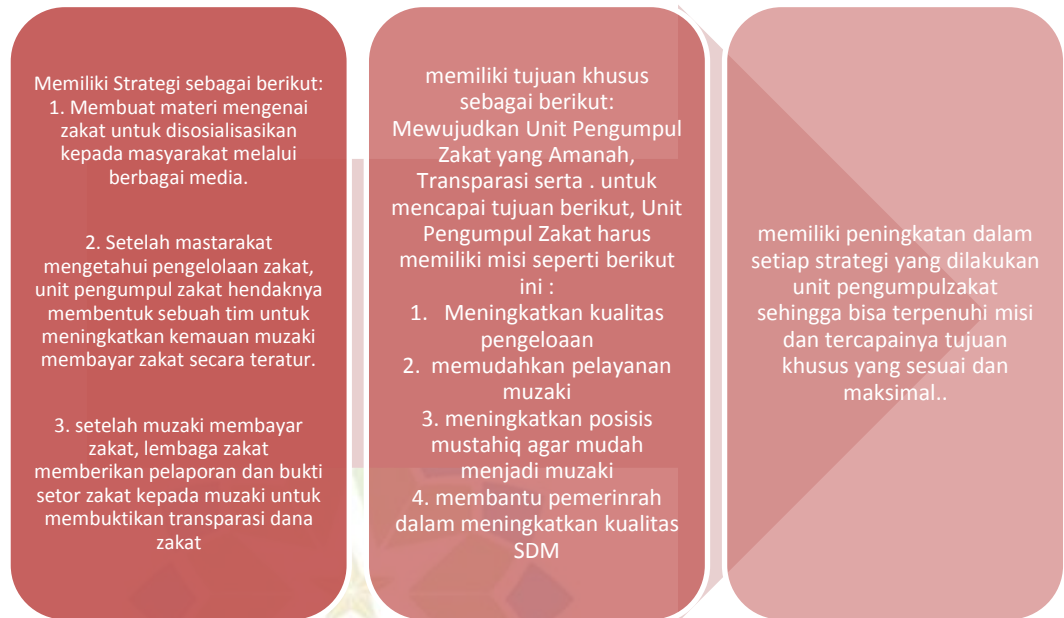 Memiliki Strategi sebagai berikut:
1. Membuat materi mengenai
zakat untuk disosialisasikan
kepada masyarakat melalui
berbagai media.
2. Setelah mastarakat
mengetahui pengelolaan zakat,
unit pengumpul zakat hendaknya
membentuk sebuah tim untuk
meningkatkan kemauan muzaki
membayar zakat secara teratur.
3. setelah muzaki membayar
zakat, lembaga zakat
memberikan pelaporan dan bukti
setor zakat kepada muzaki untuk
membuktikan transparasi dana
zakat
memiliki tujuan khusus
sebagai berikut:
Mewujudkan Unit Pengumpul
Zakat yang Amanah,
Transparasi serta . untuk
mencapai tujuan berikut, Unit
Pengumpul Zakat harus
memiliki misi seperti berikut
ini :
1. Meningkatkan kualitas
pengeloaan
2. memudahkan pelayanan
muzaki
3. meningkatkan posisis
mustahiq agar mudah
menjadi muzaki
4. membantu pemerinrah
dalam meningkatkan kualitas
SDM
memiliki peningkatan dalam
setiap strategi yang dilakukan
unit pengumpulzakat
sehingga bisa terpenuhi misi
dan tercapainya tujuan
khusus yang sesuai dan
maksimal..